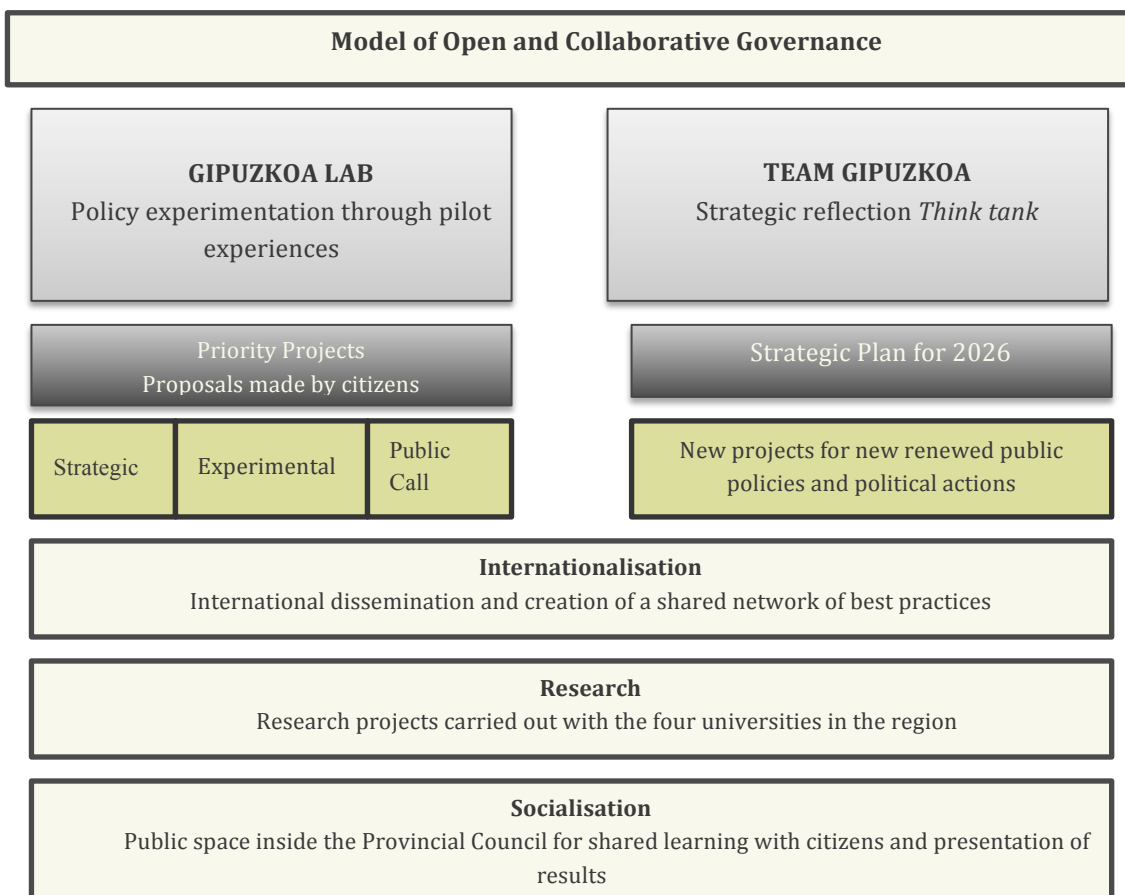 Model of Open and Collaborative Governance
GIPUZKOA LAB
Policy experimentation through pilot
experiences
TEAM GIPUZKOA
Strategic reflection Think tank
Priority Projects
Proposals made by citizens
Strategic Plan for 2026
Strategic
Experimental
Public
Call
New projects for new renewed public
policies and political actions
Internationalisation
International dissemination and creation of a shared network of best practices
Research
Research projects carried out with the four universities in the region
Socialisation
Public space inside the Provincial Council for shared learning with citizens and presentation of
results